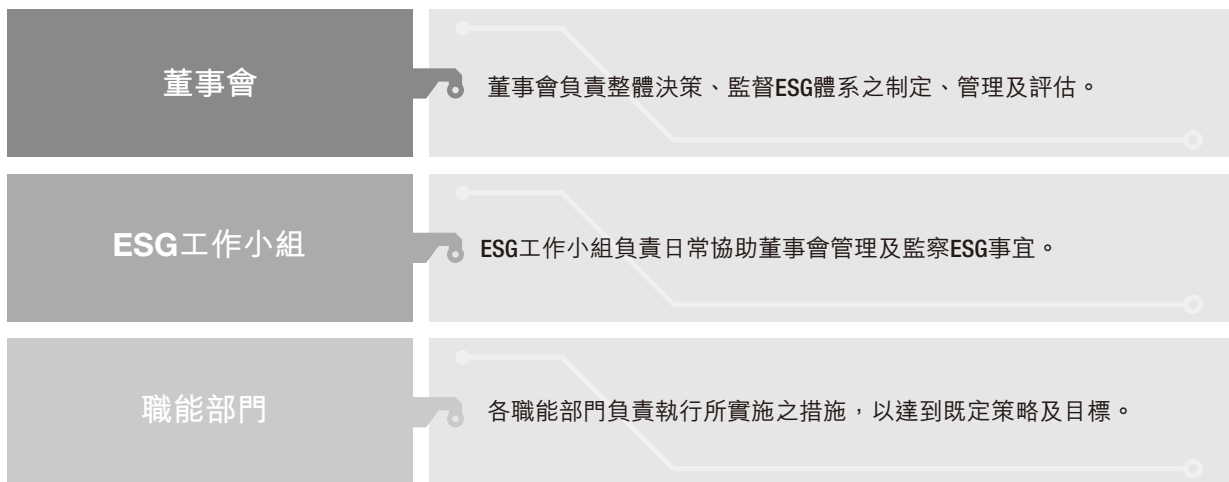 董事會
董事會負責整體決策、監督ESG體系之制定、管理及評估。
ESG工作小組
ESG工作小組負責日常協助董事會管理及監察ESG事宜。
職能部門
各職能部門負責執行所實施之措施，以達到既定策略及目標。